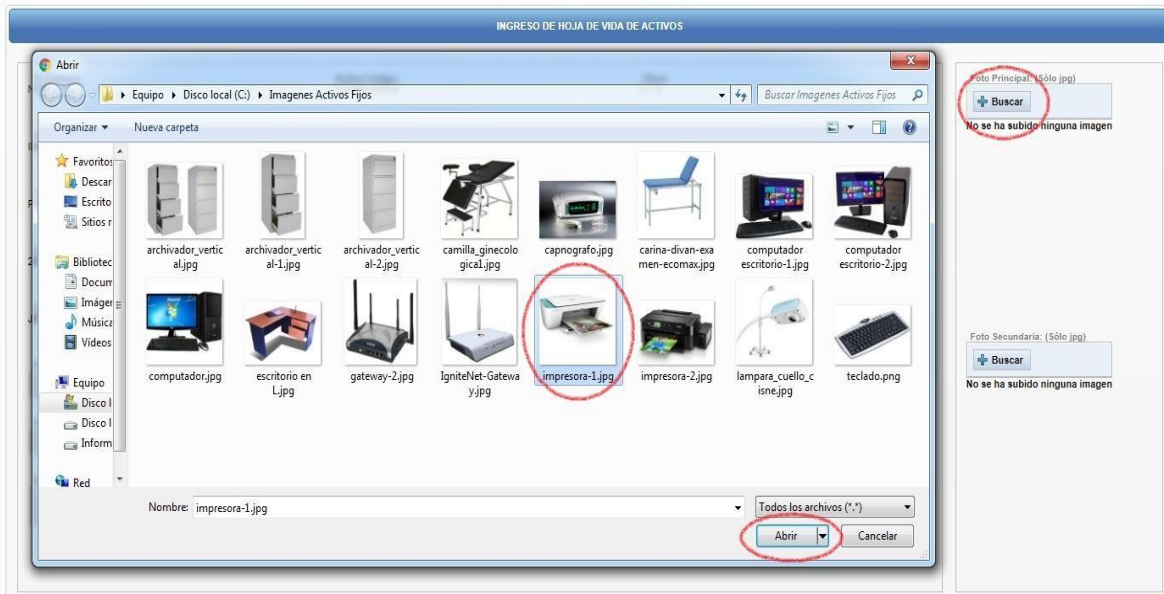 INGRESO DE HOJA DE VIDA DE ACTIVOS
Abrir
Equipo Disco local (C:) Imagenes Activos Fijos
Buscar Imagenes Activos Fijos
Organizar Nueva carpeta
Favoritos
Descar
Escrito
Sitios r
Bibliotec
Docum
Imáger
Música
Vídeos
Equipo
Disco l
Disco l
Inform
Red
archivador_vertic
al.jpg
archivador_vertic
al-1.jpg
archivador_vertic
al-2.jpg
camilla_ginecolo
gica1.jpg
capnografo.jpg
carina-divan-exa
men-ecomax.jpg
computador
escritorio-1.jpg
computador
escritorio-2.jpg
computador.jpg
escritorio en
L.jpg
gateway-2.jpg
IgniteNet-Gatewa
y.jpg
impresora-1.jpg
impresora-2.jpg
lampara_cuello_c
isne.jpg
teclado.png
Nombre: impresora-1.jpg
Todos los archivos (*.*)
Abrir
Cancelar
Foto Principal: (Sólo jpg)
Buscar
No se ha subido ninguna imagen
Foto Secundaria: (Sólo jpg)
Buscar
No se ha subido ninguna imagen